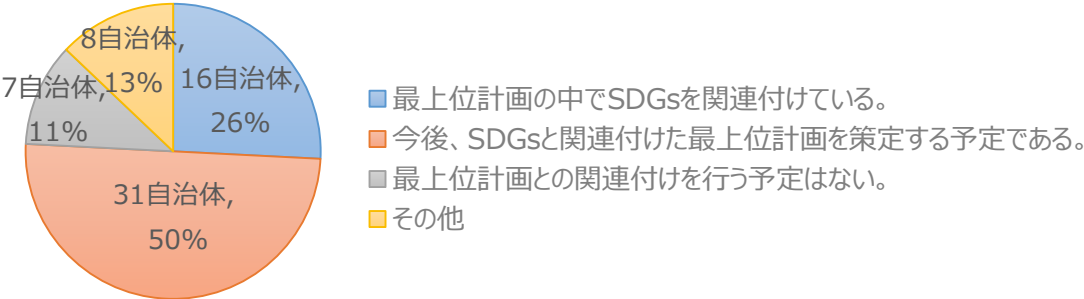 8自治体,
13%
16自治体,
26%
7自治体,
11%
31自治体,
50%
最上位計画の中でSDGsを関連付けている。
今後、SDGsと関連付けた最上位計画を策定する予定である。
最上位計画との関連付けを行う予定はない。
その他